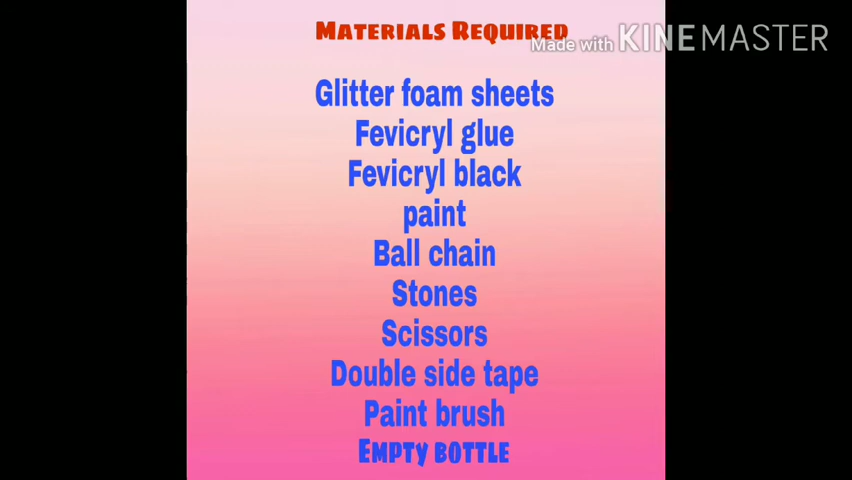 Materials Required
Made with KINEMASTER
Glitter foam sheets
Fevicryl glue
Fevicryl black
paint
Ball chain
Stones
Scissors
Double side tape
Paint brush
Empty bottle